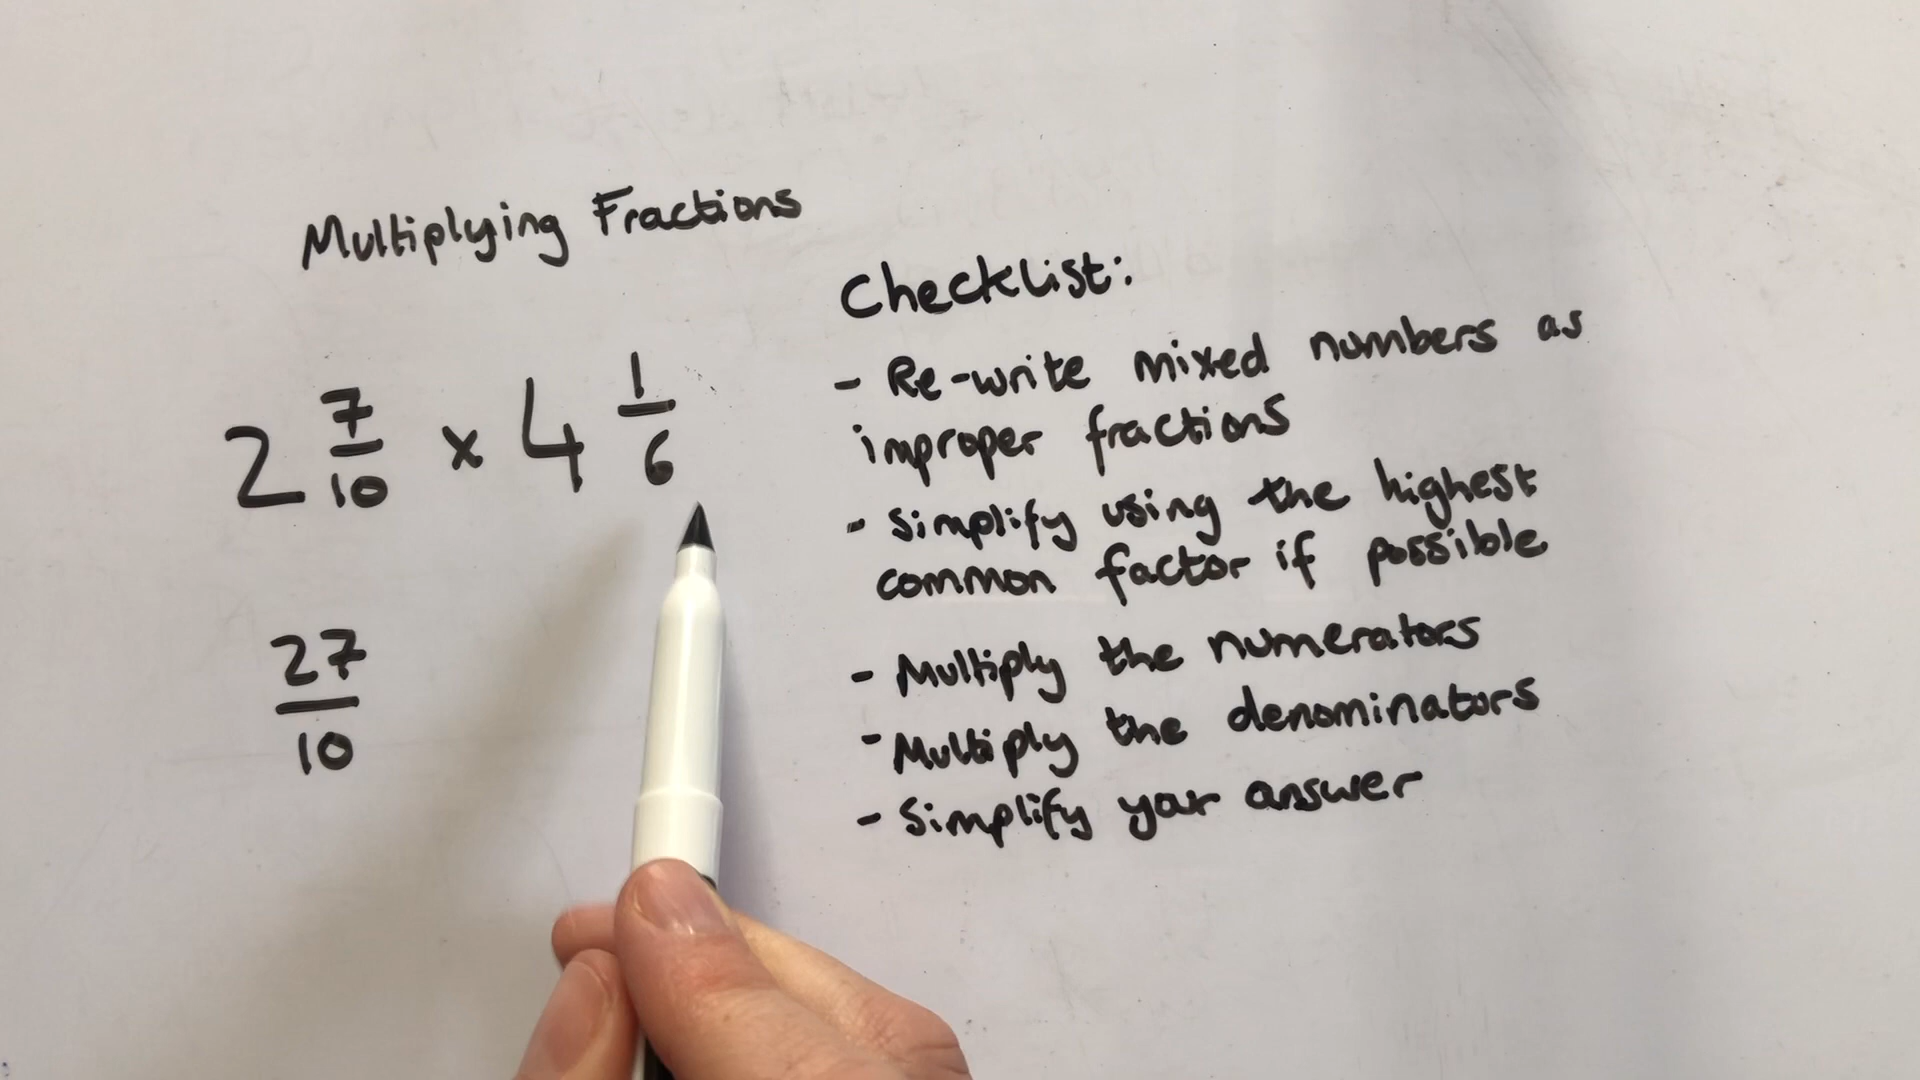 Multiplying Fractions
2 7/10 × 4 1/6
27/10
Checklist:
- Re-write mixed numbers as
improper fractions
- Simplify using the highest
common factor if possible
- Multiply the numerators
- Multiply the denominators
- Simplify your answer